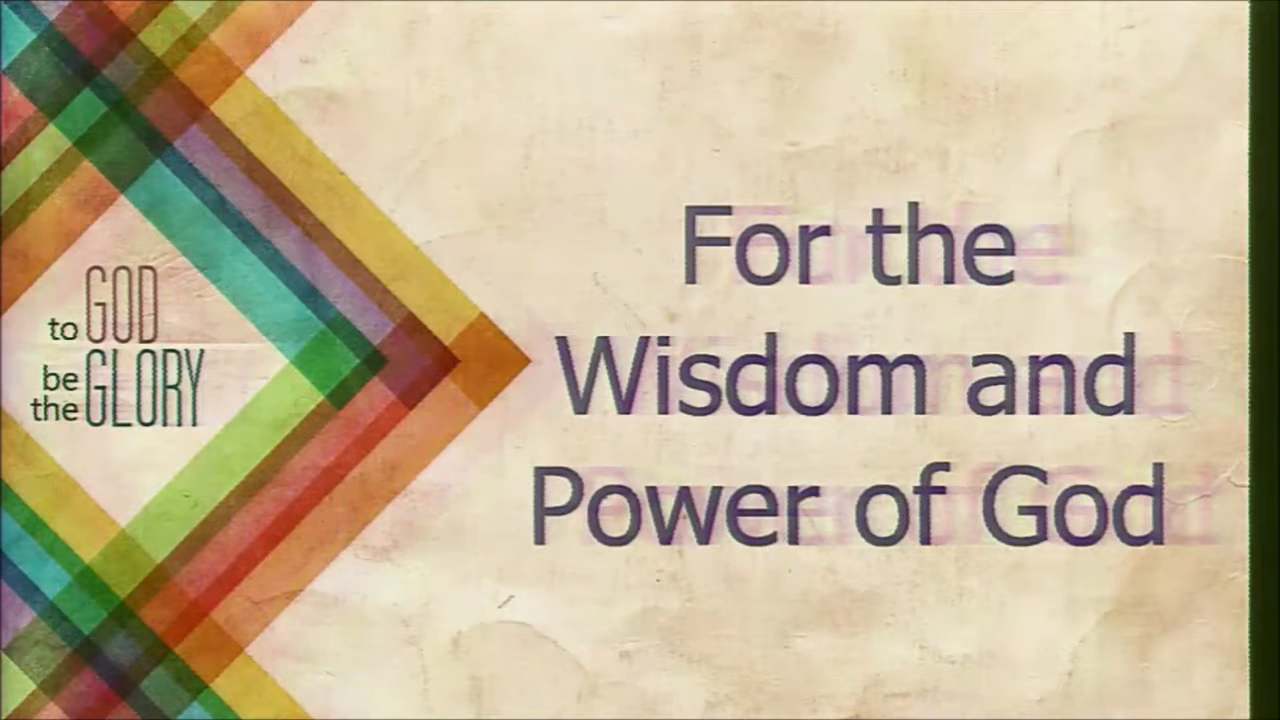 to GOD
be
the GLORY
For the
Wisdom and
Power of God